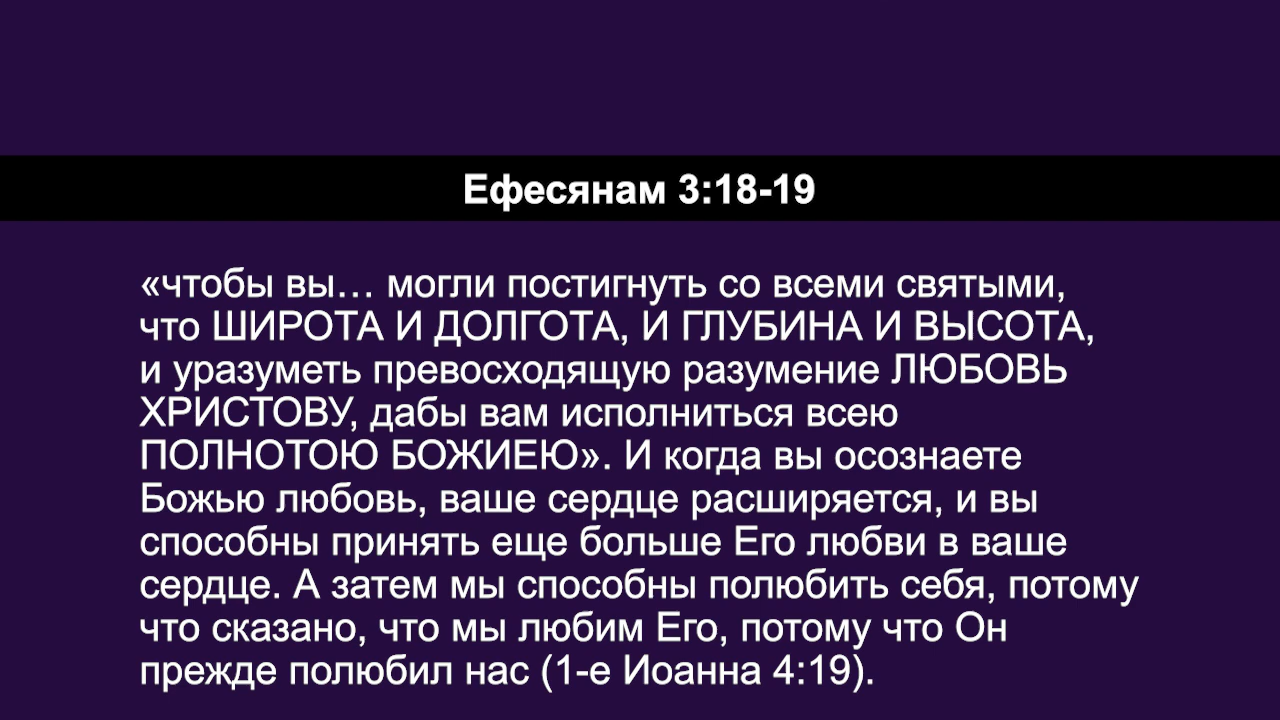 Ефесянам 3:18-19
«чтобы вы… могли постигнуть со всеми святыми,
что ШИРОТА И ДОЛГОТА, И ГЛУБИНА И ВЫСОТА,
и уразуметь превосходящую разумение ЛЮБОВЬ
ХРИСТОВУ, дабы вам исполниться всею
ПОЛНОТОЮ БОЖИЕЮ». И когда вы осознаете
Божью любовь, ваше сердце расширяется, и вы
способны принять еще больше Его любви в ваше
сердце. А затем мы способны полюбить себя, потому
что сказано, что мы любим Его, потому что Он
прежде полюбил нас (1-е Иоанна 4:19).